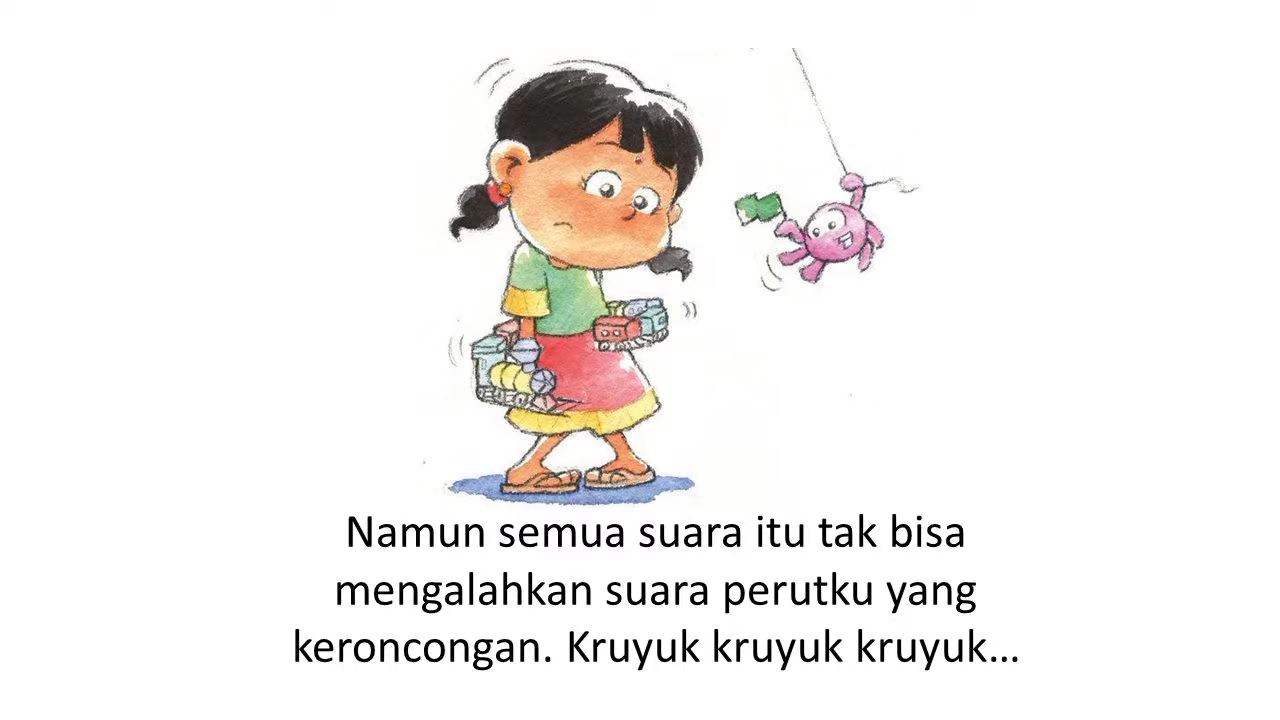 Namun semua suara itu tak bisa
mengalahkan suara perutku yang
keroncongan. Kruyuk kruyuk kruyuk…